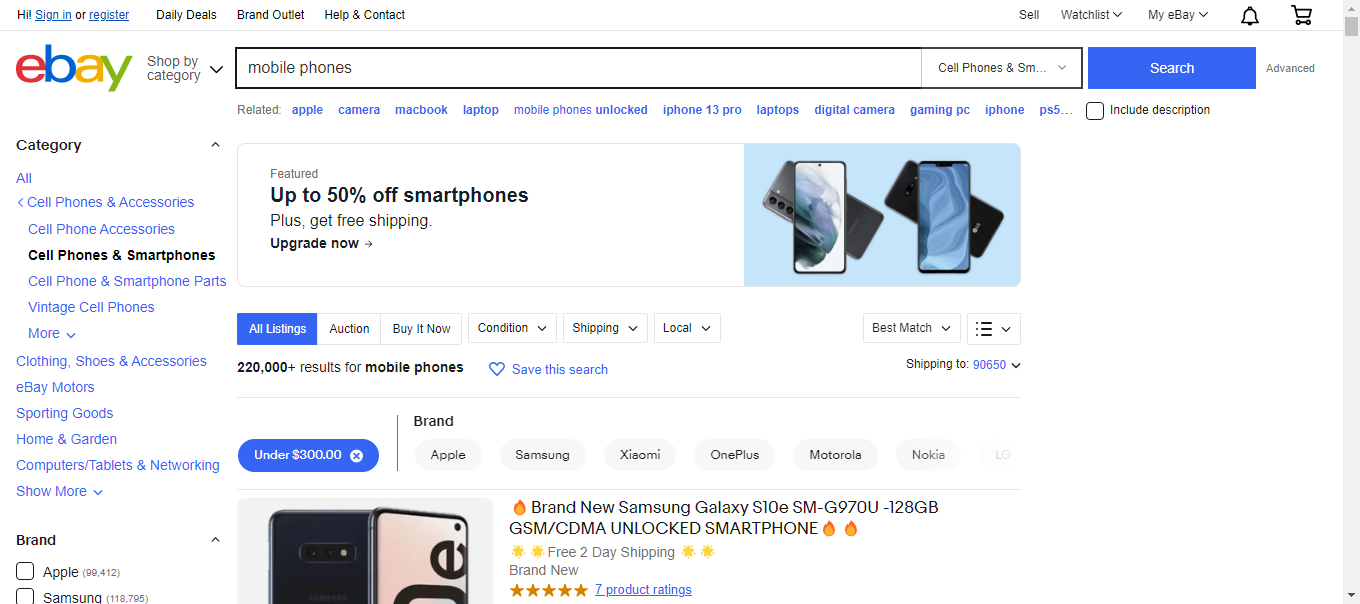 Hi! Sign in or register Daily Deals Brand Outlet Help & Contact Sell Watchlist My eBay
ebay
Shop by
category
mobile phones Cell Phones & Sm... Search Advanced
Related: apple camera macbook laptop mobile phones unlocked iphone 13 pro laptops digital camera gaming pc iphone ps5... Include description
Category
All
Cell Phones & Accessories
Cell Phone Accessories
Cell Phones & Smartphones
Cell Phone & Smartphone Parts
Vintage Cell Phones
More
Clothing, Shoes & Accessories
eBay Motors
Sporting Goods
Home & Garden
Computers/Tablets & Networking
Show More
Brand
Apple (99,412)
Samsung (118,795)
Featured
Up to 50% off smartphones
Plus, get free shipping.
Upgrade now →
All Listings Auction Buy It Now Condition Shipping Local Best Match
220,000+ results for mobile phones Save this search Shipping to: 90650
Brand
Under $300.00 Apple Samsung Xiaomi OnePlus Motorola Nokia LG
🔥Brand New Samsung Galaxy S10e SM-G970U -128GB
GSM/CDMA UNLOCKED SMARTPHONE🔥 🔥
🌟 🌟Free 2 Day Shipping 🌟 🌟
Brand New
7 product ratings
SAMSUNG